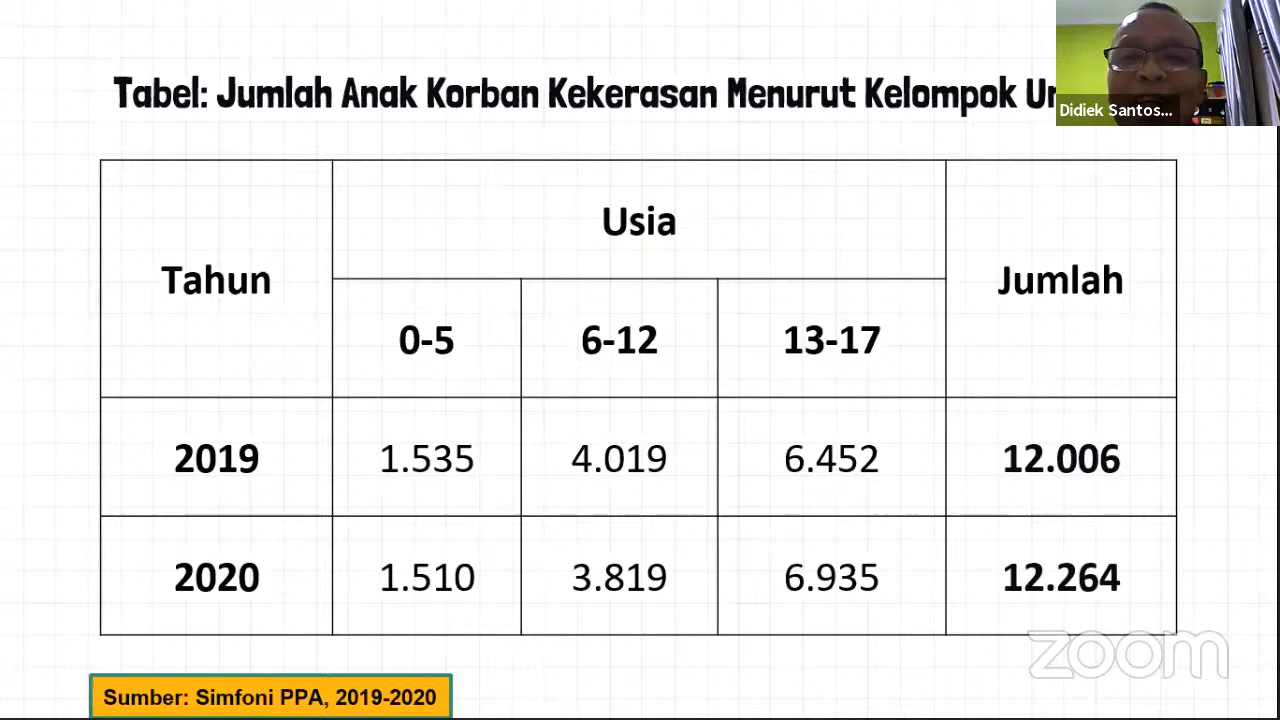 Tabel: Jumlah Anak Korban Kekerasan Menurut Kelompok
Didiek Santos...
Tahun Usia Jumlah
0-5 6-12 13-17
2019 1.535 4.019 6.452 12.006
2020 1.510 3.819 6.935 12.264
zoom
Sumber: Simfoni PPA, 2019-2020